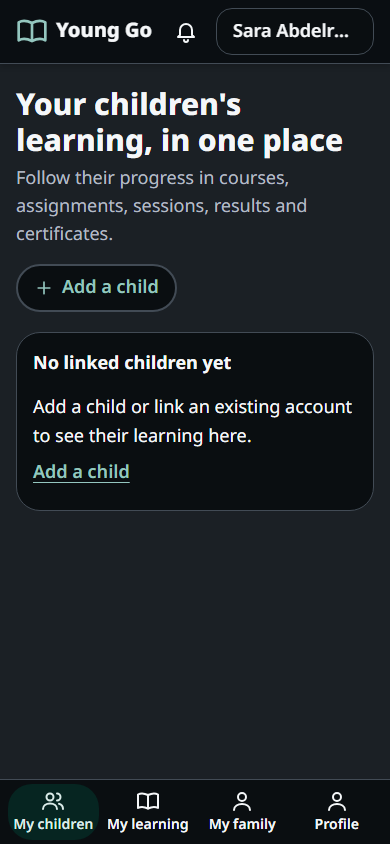 Young Go
Sara Abdelr...
Your children's
learning, in one place
Follow their progress in courses,
assignments, sessions, results and
certificates.
+ Add a child
No linked children yet
Add a child or link an existing account
to see their learning here.
Add a child
My children
My learning
My family
Profile